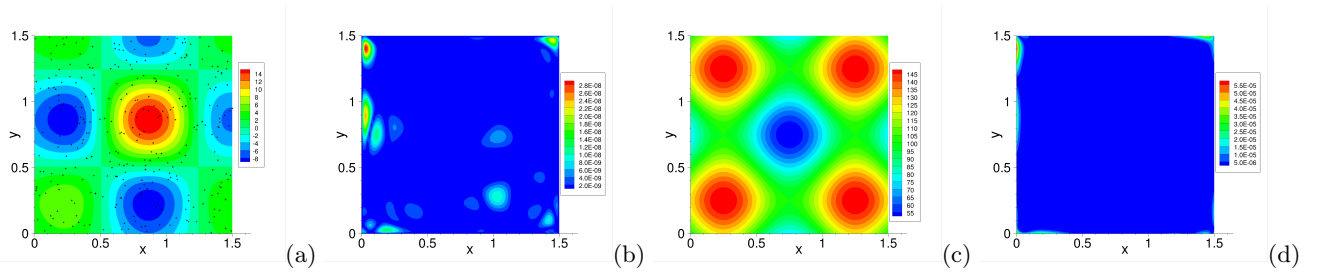 y
1.5
1
0.5
0
0 0.5 1 1.5
x
14
12
10
8
6
4
2
0
-2
-4
-6
-8
(a)
y
1.5
1
0.5
0
0 0.5 1 1.5
x
2.8E-08
2.6E-08
2.4E-08
2.2E-08
2.0E-08
1.8E-08
1.6E-08
1.4E-08
1.2E-08
1.0E-08
8.0E-09
6.0E-09
4.0E-09
2.0E-09
(b)
y
1.5
1
0.5
0
0 0.5 1 1.5
x
145
140
135
130
125
120
115
110
105
100
95
90
85
80
75
70
65
60
55
(c)
y
1.5
1
0.5
0
0 0.5 1 1.5
x
5.5E-05
5.0E-05
4.5E-05
4.0E-05
3.5E-05
3.0E-05
2.5E-05
2.0E-05
1.5E-05
1.0E-05
5.0E-06
(d)